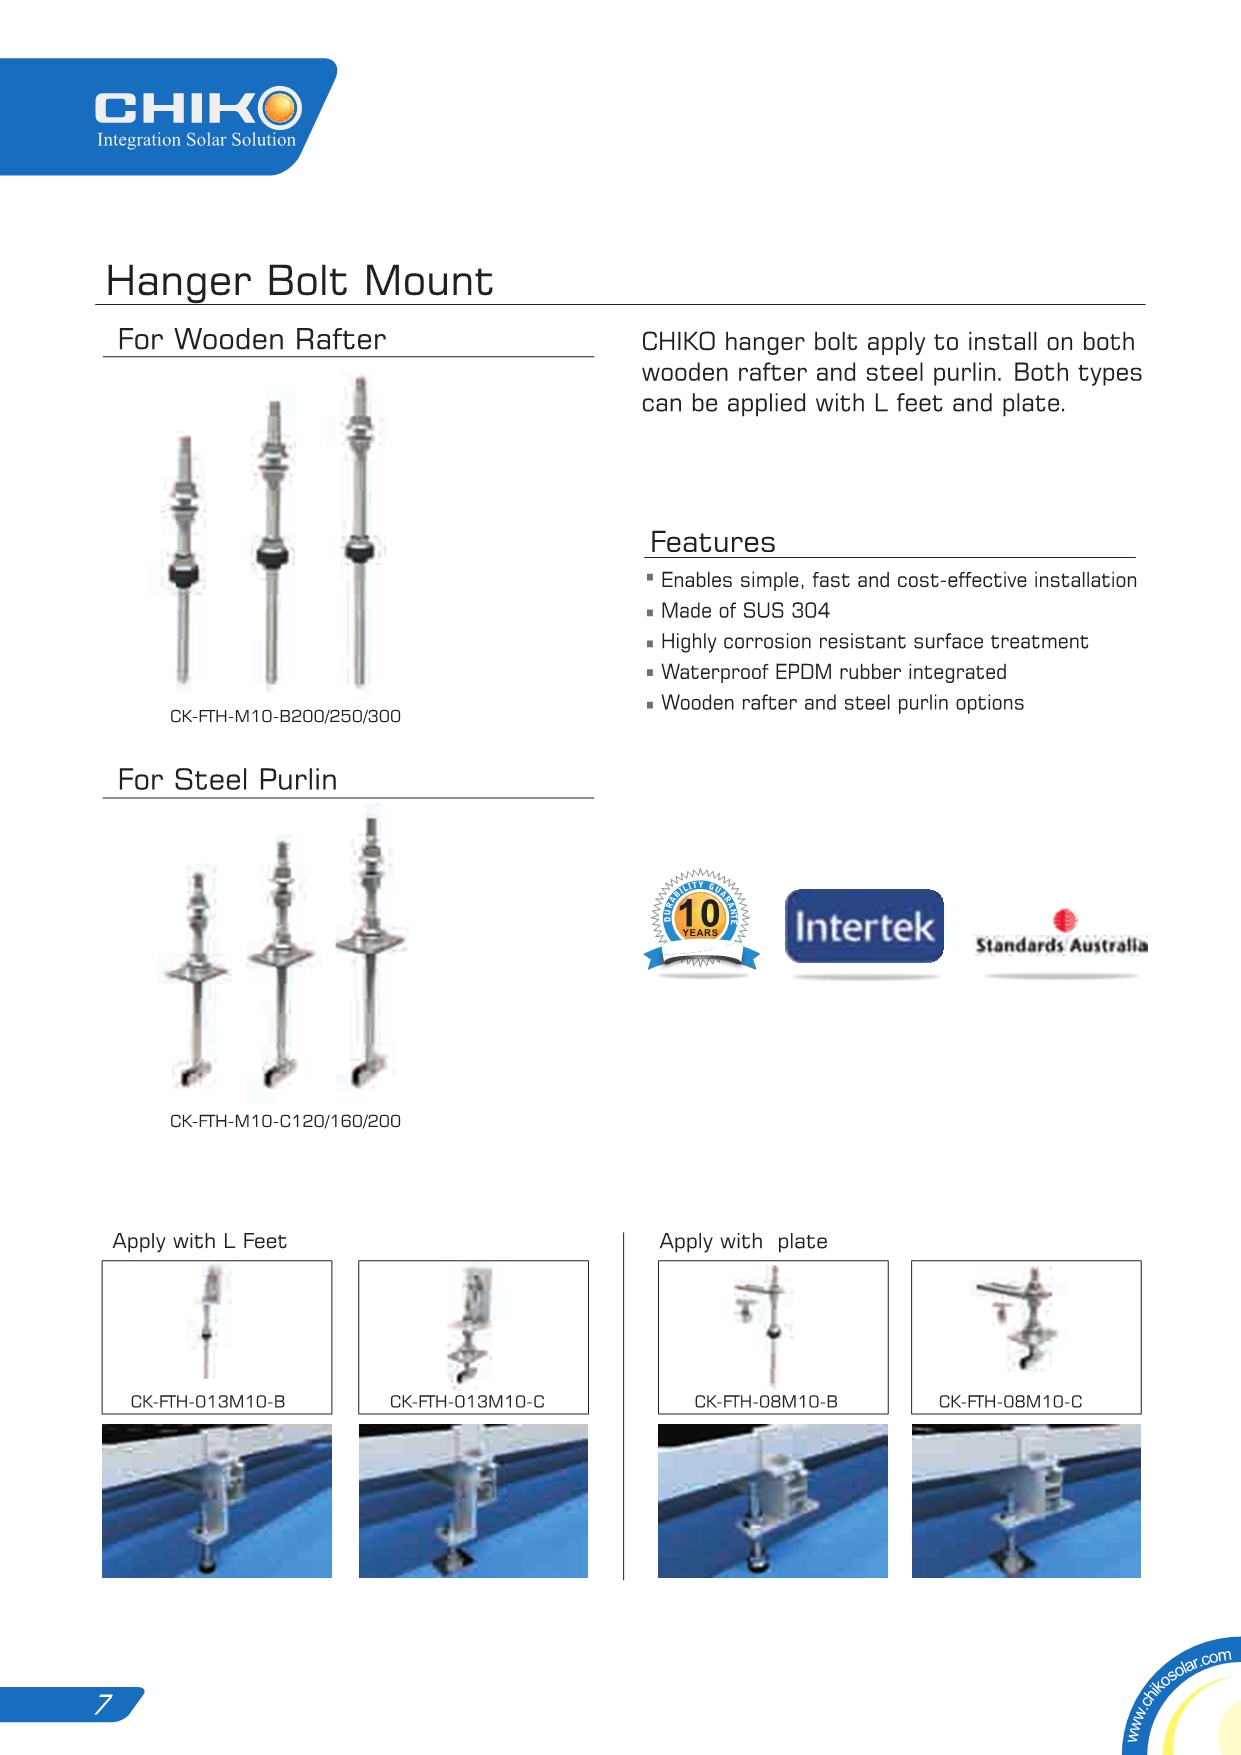 CHIKO
Integration Solar Solution
Hanger Bolt Mount
For Wooden Rafter
CK-FTH-M10-B200/250/300
For Steel Purlin
CK-FTH-M10-C120/160/200
CHIKO hanger bolt apply to install on both
wooden rafter and steel purlin. Both types
can be applied with L feet and plate.
Features
Enables simple, fast and cost-effective installation
Made of SUS 304
Highly corrosion resistant surface treatment
Waterproof EPDM rubber integrated
Wooden rafter and steel purlin options
DURABILITY GUARANTE
10
YEARS
Intertek
Standards Australia
Apply with L Feet
CK-FTH-013M10-B
CK-FTH-013M10-C
Apply with plate
CK-FTH-08M10-B
CK-FTH-08M10-C
7
www.chikosolar.com